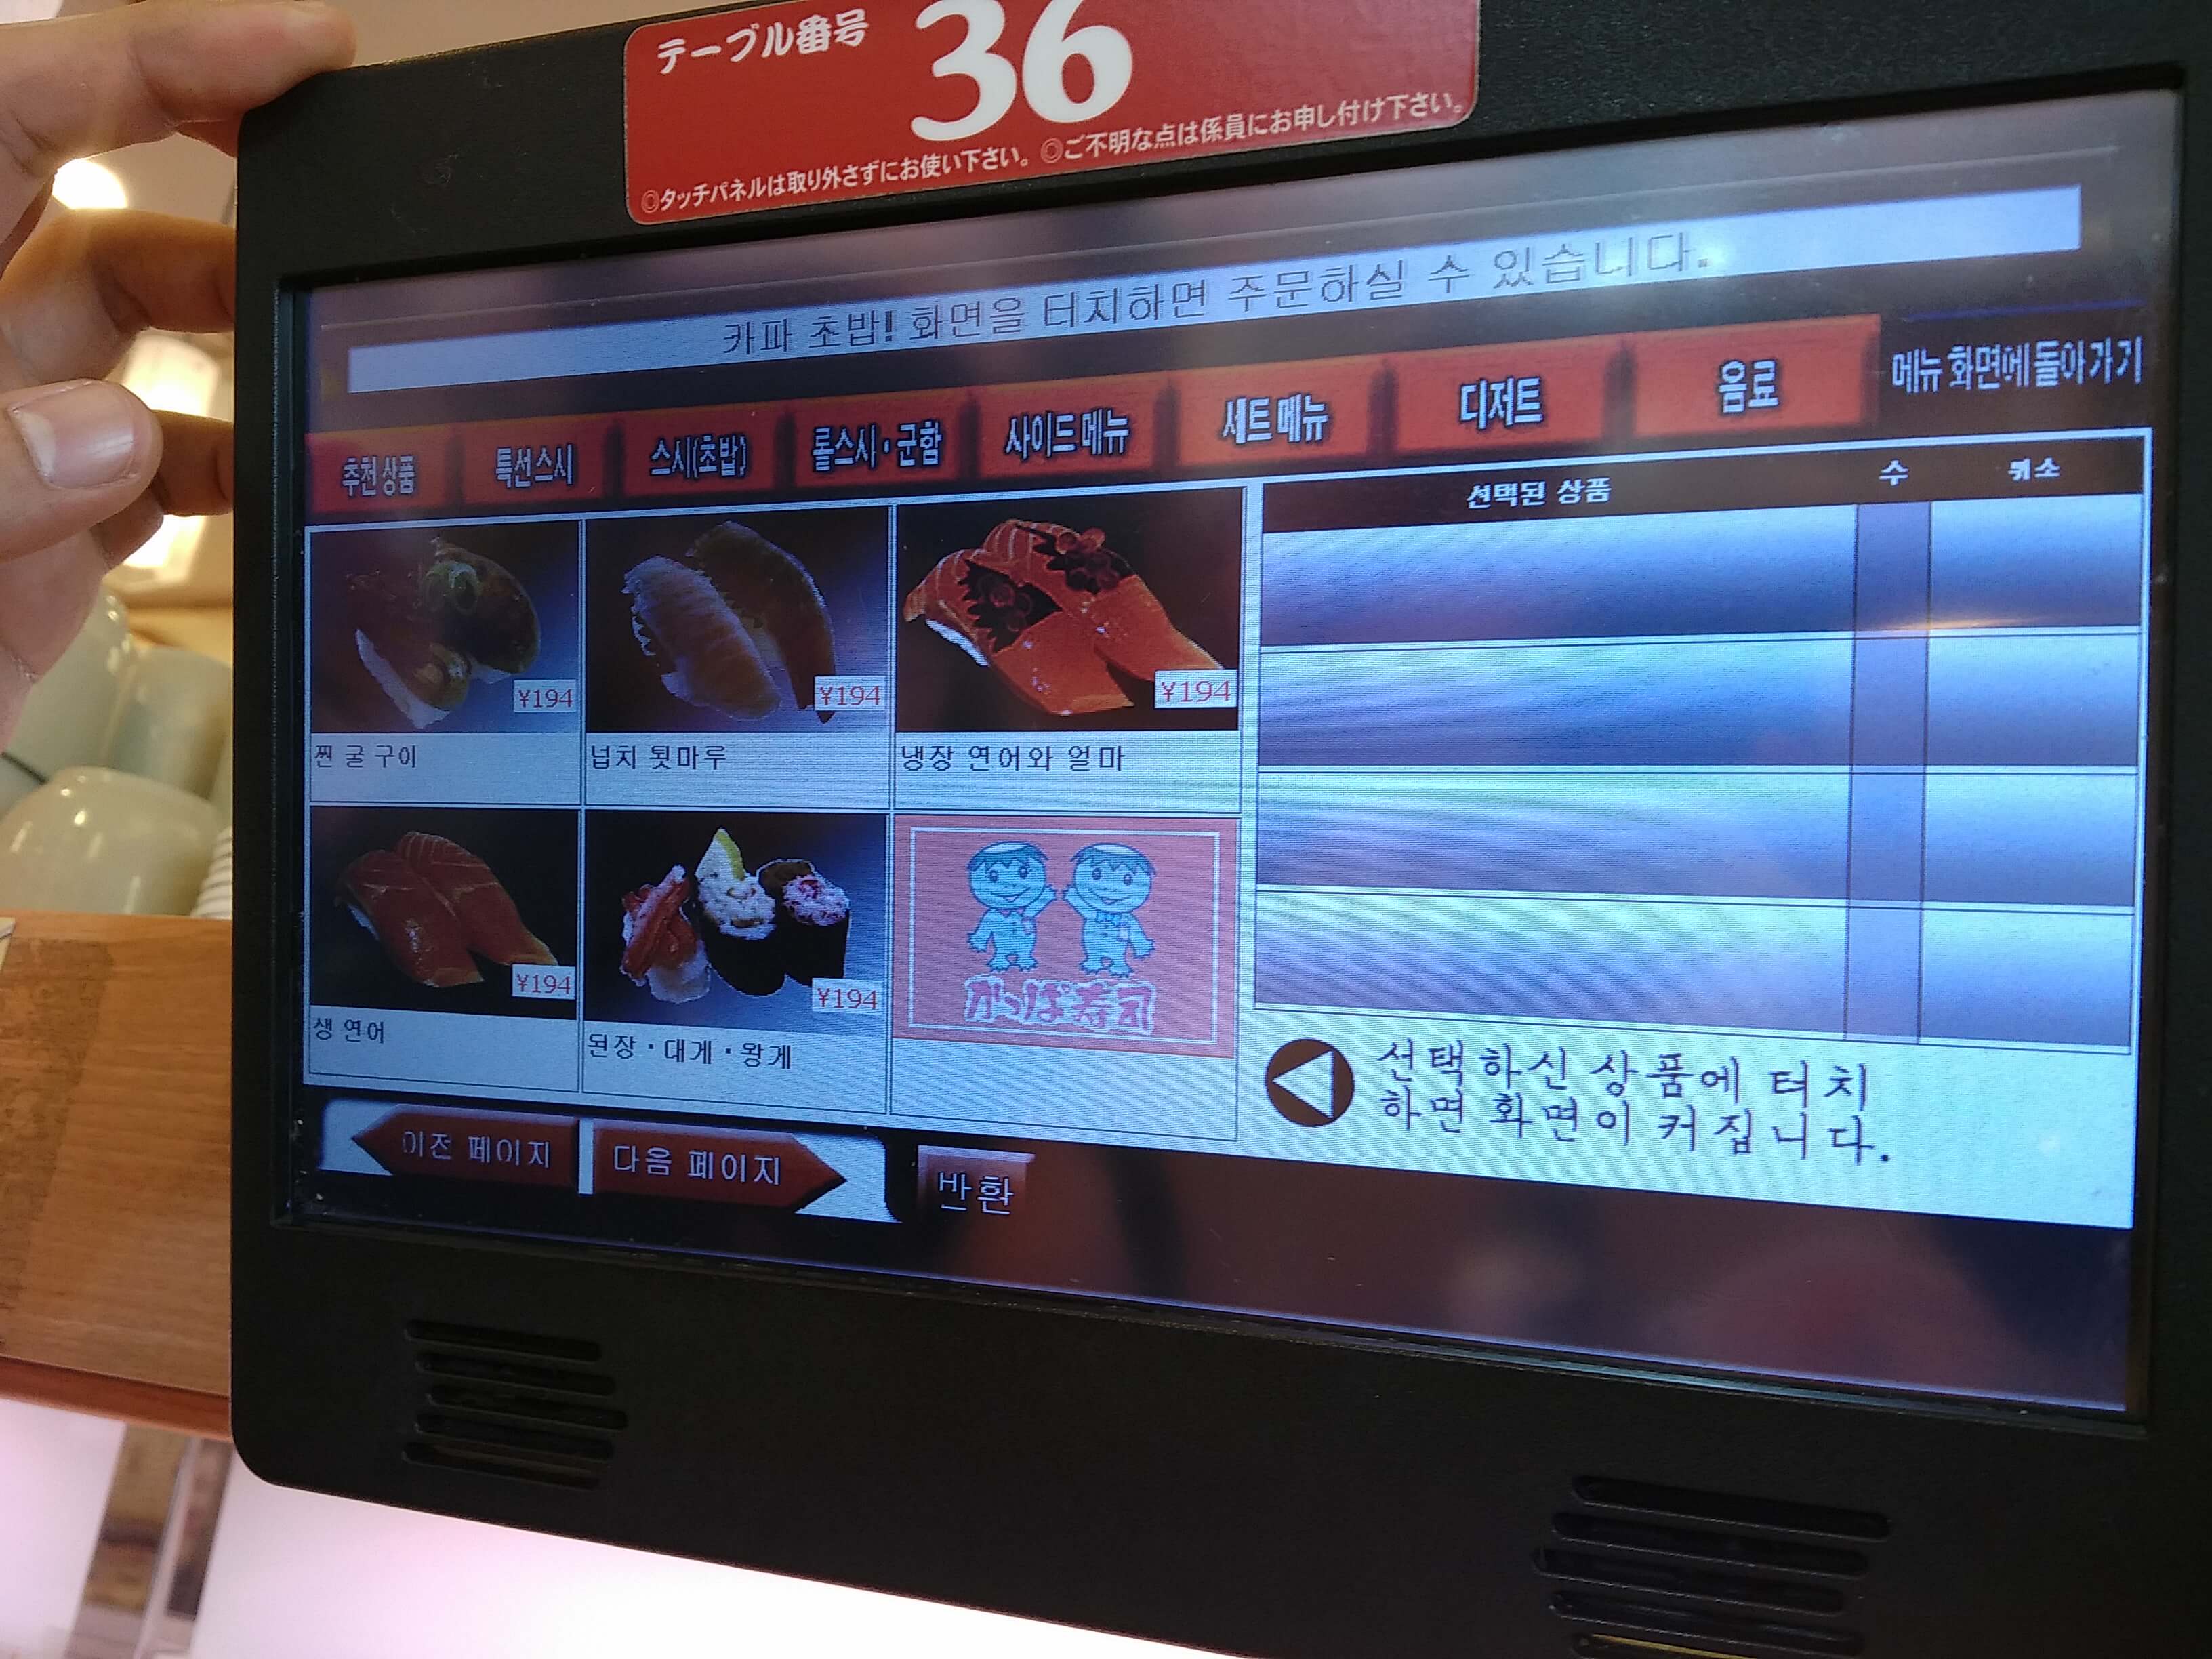 テーブル番号 36
◎タッチパネルは取り外さずにお使い下さい。◎ご不明な点は係員にお申し付け下さい。
카파 초밥! 화면을 터치하면 주문하실 수 있습니다.
추천 상품 특선스시 스시(초밥) 롤스시·군함 사이드메뉴 세트메뉴 디저트 음료 메뉴 화면에 돌아가기
선택된 상품 수 취소
¥194 ¥194 ¥194
찐 굴 구이 넙치 툇마루 냉장 연어와 얼마
¥194 ¥194 かっぱ寿司
생 연어 된장·대게·왕게
선택하신 상품에 터치
하면 화면이 커집니다.
이전 페이지 다음 페이지 반환